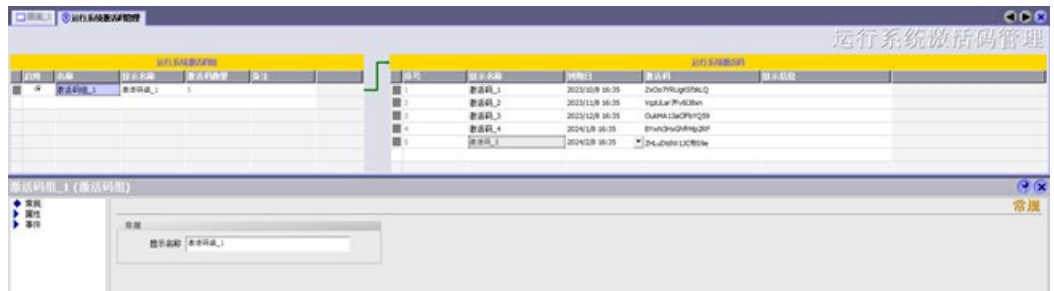 画面_1 运行系统激活码管理
运行系统激活码管理
运行系统激活码组 运行系统激活码
启用 名称 显示名称 激活码数量 备注 序号 显示名称 到期日 激活码 显示信息
激活码组_1 激活码组_1 5 1 激活码_1 2023/10/8 16:35
2 激活码_2 2023/11/8 16:35
3 激活码_3 2023/12/8 16:35
4 激活码_4 2024/1/8 16:35
5 激活码_5 2024/2/8 16:35
激活码组_1 (激活码组)
常规 常规
属性
事件
常规
显示名称 激活码组_1